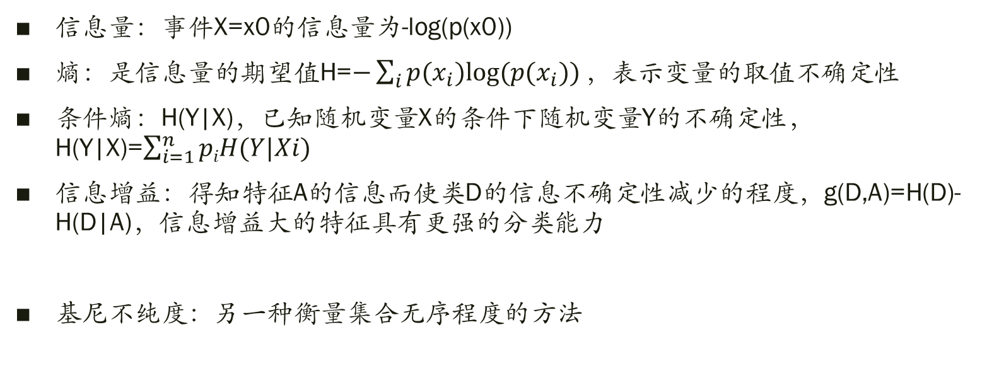 ■ 信息量：事件X=x0的信息量为-log(p(x0))
■ 熵：是信息量的期望值H=−∑ᵢ p(xᵢ)log(p(xᵢ))，表示变量的取值不确定性
■ 条件熵：H(Y|X)，已知随机变量X的条件下随机变量Y的不确定性，
H(Y|X)=∑ⁿᵢ₌₁ pᵢH(Y|Xi)
■ 信息增益：得知特征A的信息而使类D的信息不确定性减少的程度，g(D,A)=H(D)-
H(D|A)，信息增益大的特征具有更强的分类能力
■ 基尼不纯度：另一种衡量集合无序程度的方法